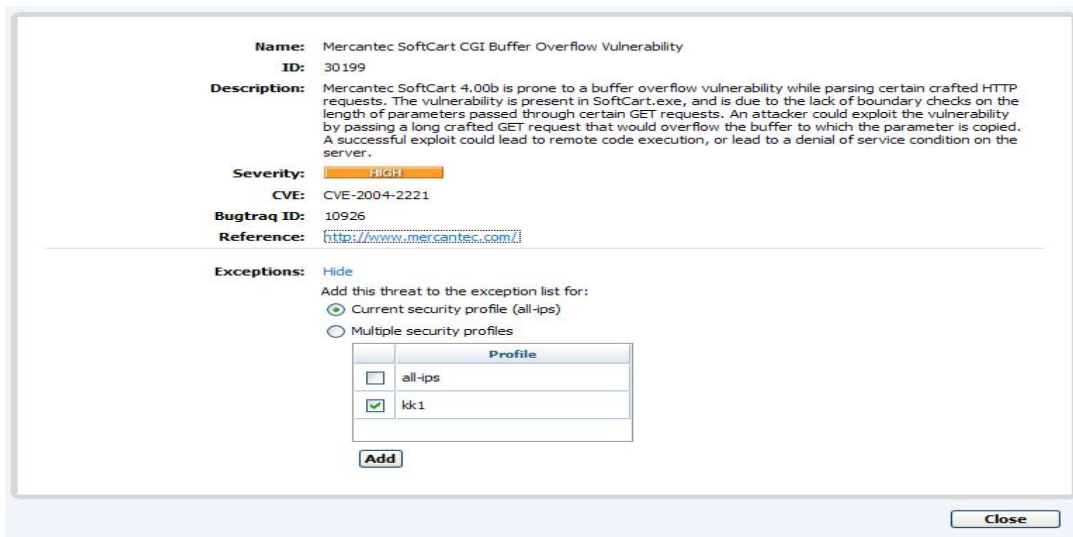 Name: Mercantec SoftCart CGI Buffer Overflow Vulnerability
ID: 30199
Description: Mercantec SoftCart 4.00b is prone to a buffer overflow vulnerability while parsing certain crafted HTTP
requests. The vulnerability is present in SoftCart.exe, and is due to the lack of boundary checks on the
length of parameters passed through certain GET requests. An attacker could exploit the vulnerability
by passing a long crafted GET request that would overflow the buffer to which the parameter is copied.
A successful exploit could lead to remote code execution, or lead to a denial of service condition on the
server.
Severity: HIGH
CVE: CVE-2004-2221
Bugtraq ID: 10926
Reference: http://www.mercantec.com/
Exceptions: Hide
Add this threat to the exception list for:
Current security profile (all-ips)
Multiple security profiles
Profile
all-ips
kk1
Add
Close